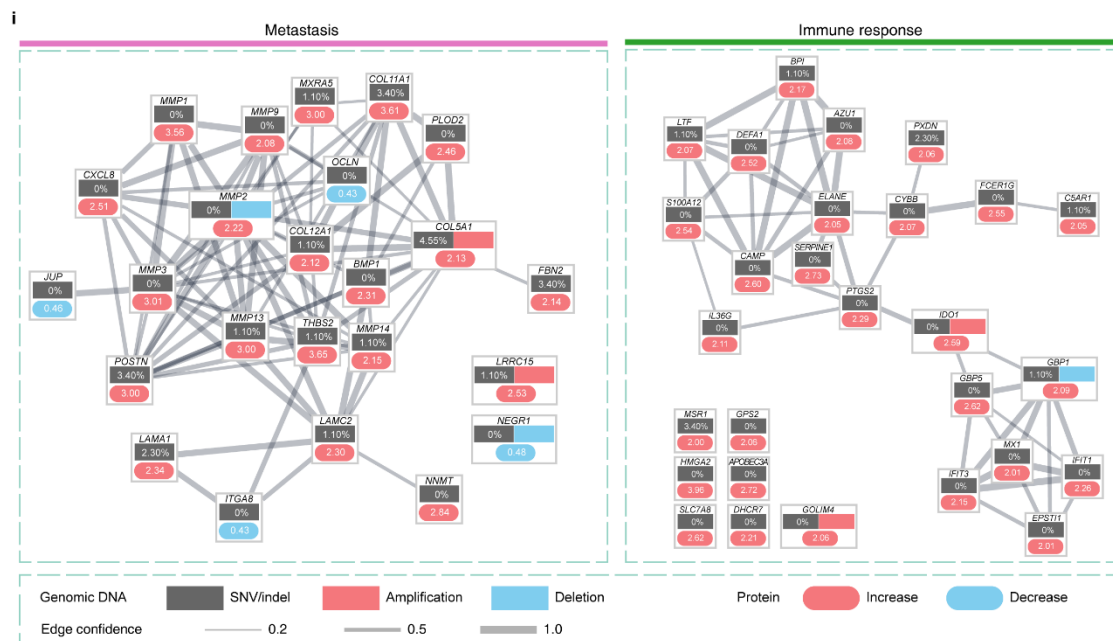 i
Metastasis
Immune response
MMP1
0%
3.56
MMP9
0%
2.08
MXRA5
1.10%
3.00
COL11A1
3.40%
3.61
PLOD2
0%
2.46
CXCL8
0%
2.51
OCLN
0%
0.43
MMP2
0%
2.22
COL12A1
1.10%
2.12
COL5A1
4.55%
2.13
JUP
0%
0.46
MMP3
0%
3.01
BMP1
0%
2.31
FBN2
3.40%
2.14
MMP13
1.10%
3.00
THBS2
1.10%
3.65
MMP14
1.10%
2.15
POSTN
3.40%
3.00
LRRC15
1.10%
2.53
NEGR1
0%
0.48
LAMA1
2.30%
2.34
LAMC2
1.10%
2.30
ITGA8
0%
0.43
NNMT
0%
2.84
BPI
1.10%
2.17
LTF
1.10%
2.07
DEFA1
0%
2.52
AZU1
0%
2.08
PXDN
2.30%
2.06
S100A12
0%
2.54
ELANE
0%
2.05
CYBB
0%
2.07
FCER1G
0%
2.55
C5AR1
1.10%
2.05
CAMP
0%
2.60
SERPINE1
0%
2.73
PTGS2
0%
2.29
IL36G
0%
2.11
IDO1
0%
2.59
GBP1
1.10%
2.09
GBP5
0%
2.62
MX1
0%
2.01
IFIT1
0%
2.26
IFIT3
0%
2.15
EPSTI1
0%
2.01
MSR1
3.40%
2.00
GPS2
0%
2.06
HMGA2
0%
3.96
APOBEC3A
0%
2.72
SLC7A8
0%
2.62
DHCR7
0%
2.21
GOLIM4
0%
2.06
Genomic DNA SNV/indel Amplification Deletion Protein Increase Decrease
Edge confidence 0.2 0.5 1.0